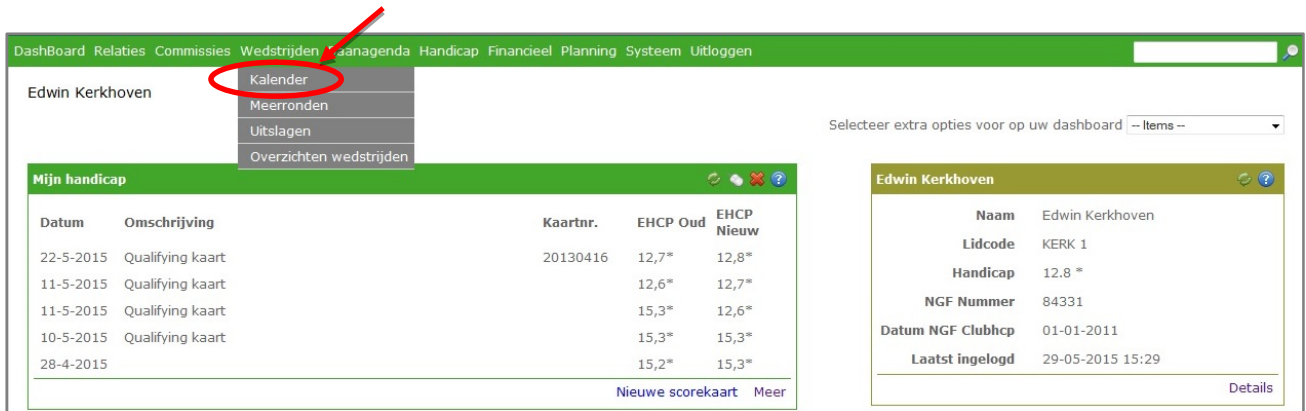 DashBoard Relaties Commissies Wedstrijden Baanagenda Handicap Financieel Planning Systeem Uitloggen
Kalender
Edwin Kerkhoven
Meerronden
Selecteer extra opties voor op uw dashboard -- Items --
Uitslagen
Overzichten wedstrijden
Mijn handicap
Datum Omschrijving Kaartnr. EHCP Oud EHCP Nieuw
22-5-2015 Qualifying kaart 20130416 12,7* 12,8*
11-5-2015 Qualifying kaart 12,6* 12,7*
11-5-2015 Qualifying kaart 15,3* 12,6*
10-5-2015 Qualifying kaart 15,3* 15,3*
28-4-2015 15,2* 15,3*
Nieuwe scorekaart Meer
Edwin Kerkhoven
Naam Edwin Kerkhoven
Lidcode KERK 1
Handicap 12.8 *
NGF Nummer 84331
Datum NGF Clubhcp 01-01-2011
Laatst ingelogd 29-05-2015 15:29
Details